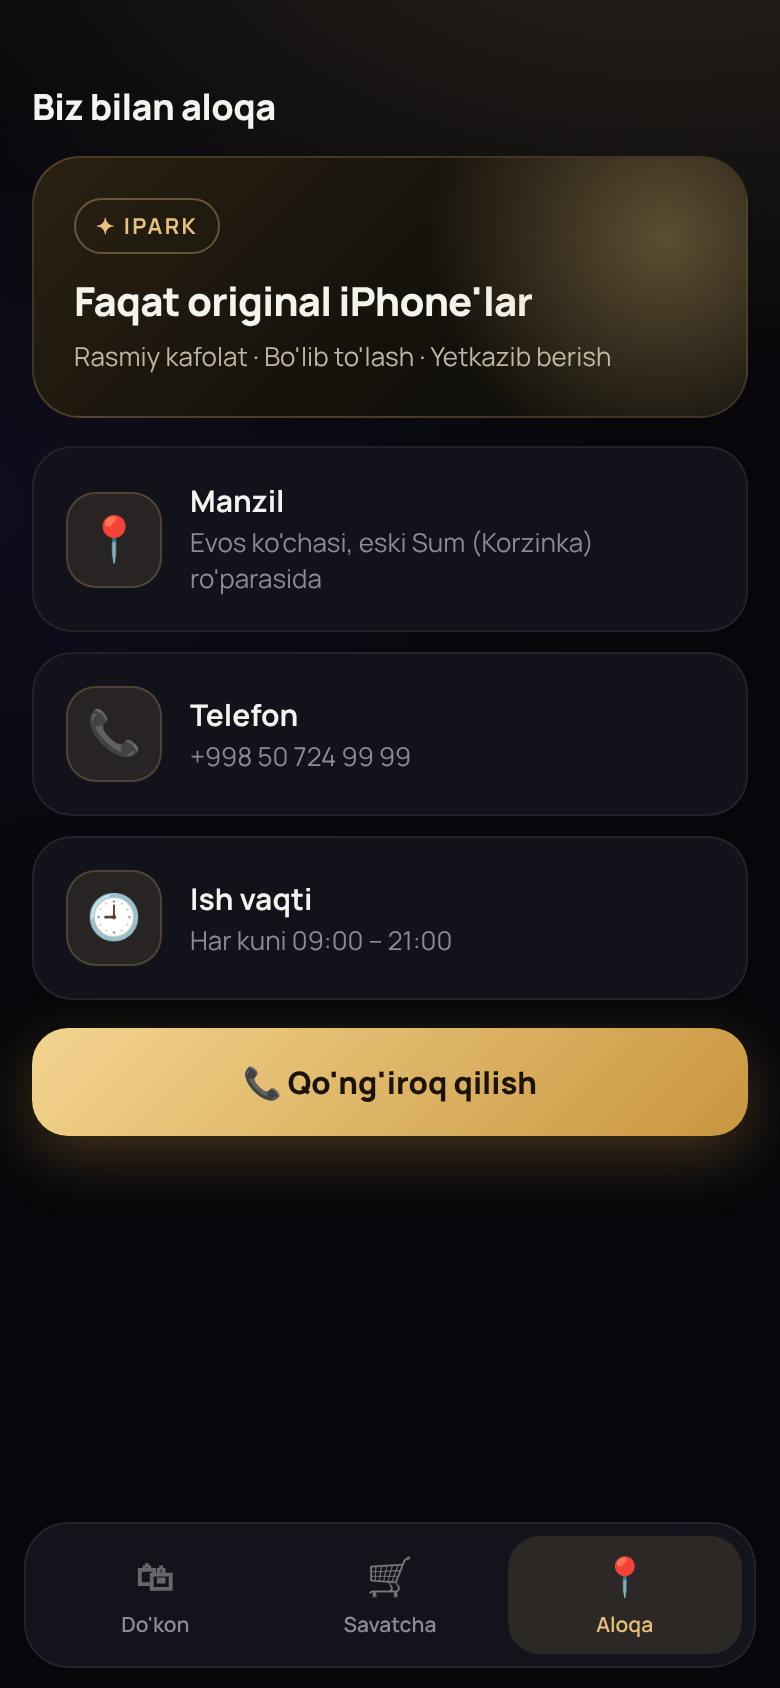 Biz bilan aloqa
✦ IPARK
Faqat original iPhone'lar
Rasmiy kafolat · Bo'lib to'lash · Yetkazib berish
Manzil
Evos ko'chasi, eski Sum (Korzinka)
ro'parasida
Telefon
+998 50 724 99 99
Ish vaqti
Har kuni 09:00 – 21:00
📞 Qo'ng'iroq qilish
Do'kon
Savatcha
Aloqa